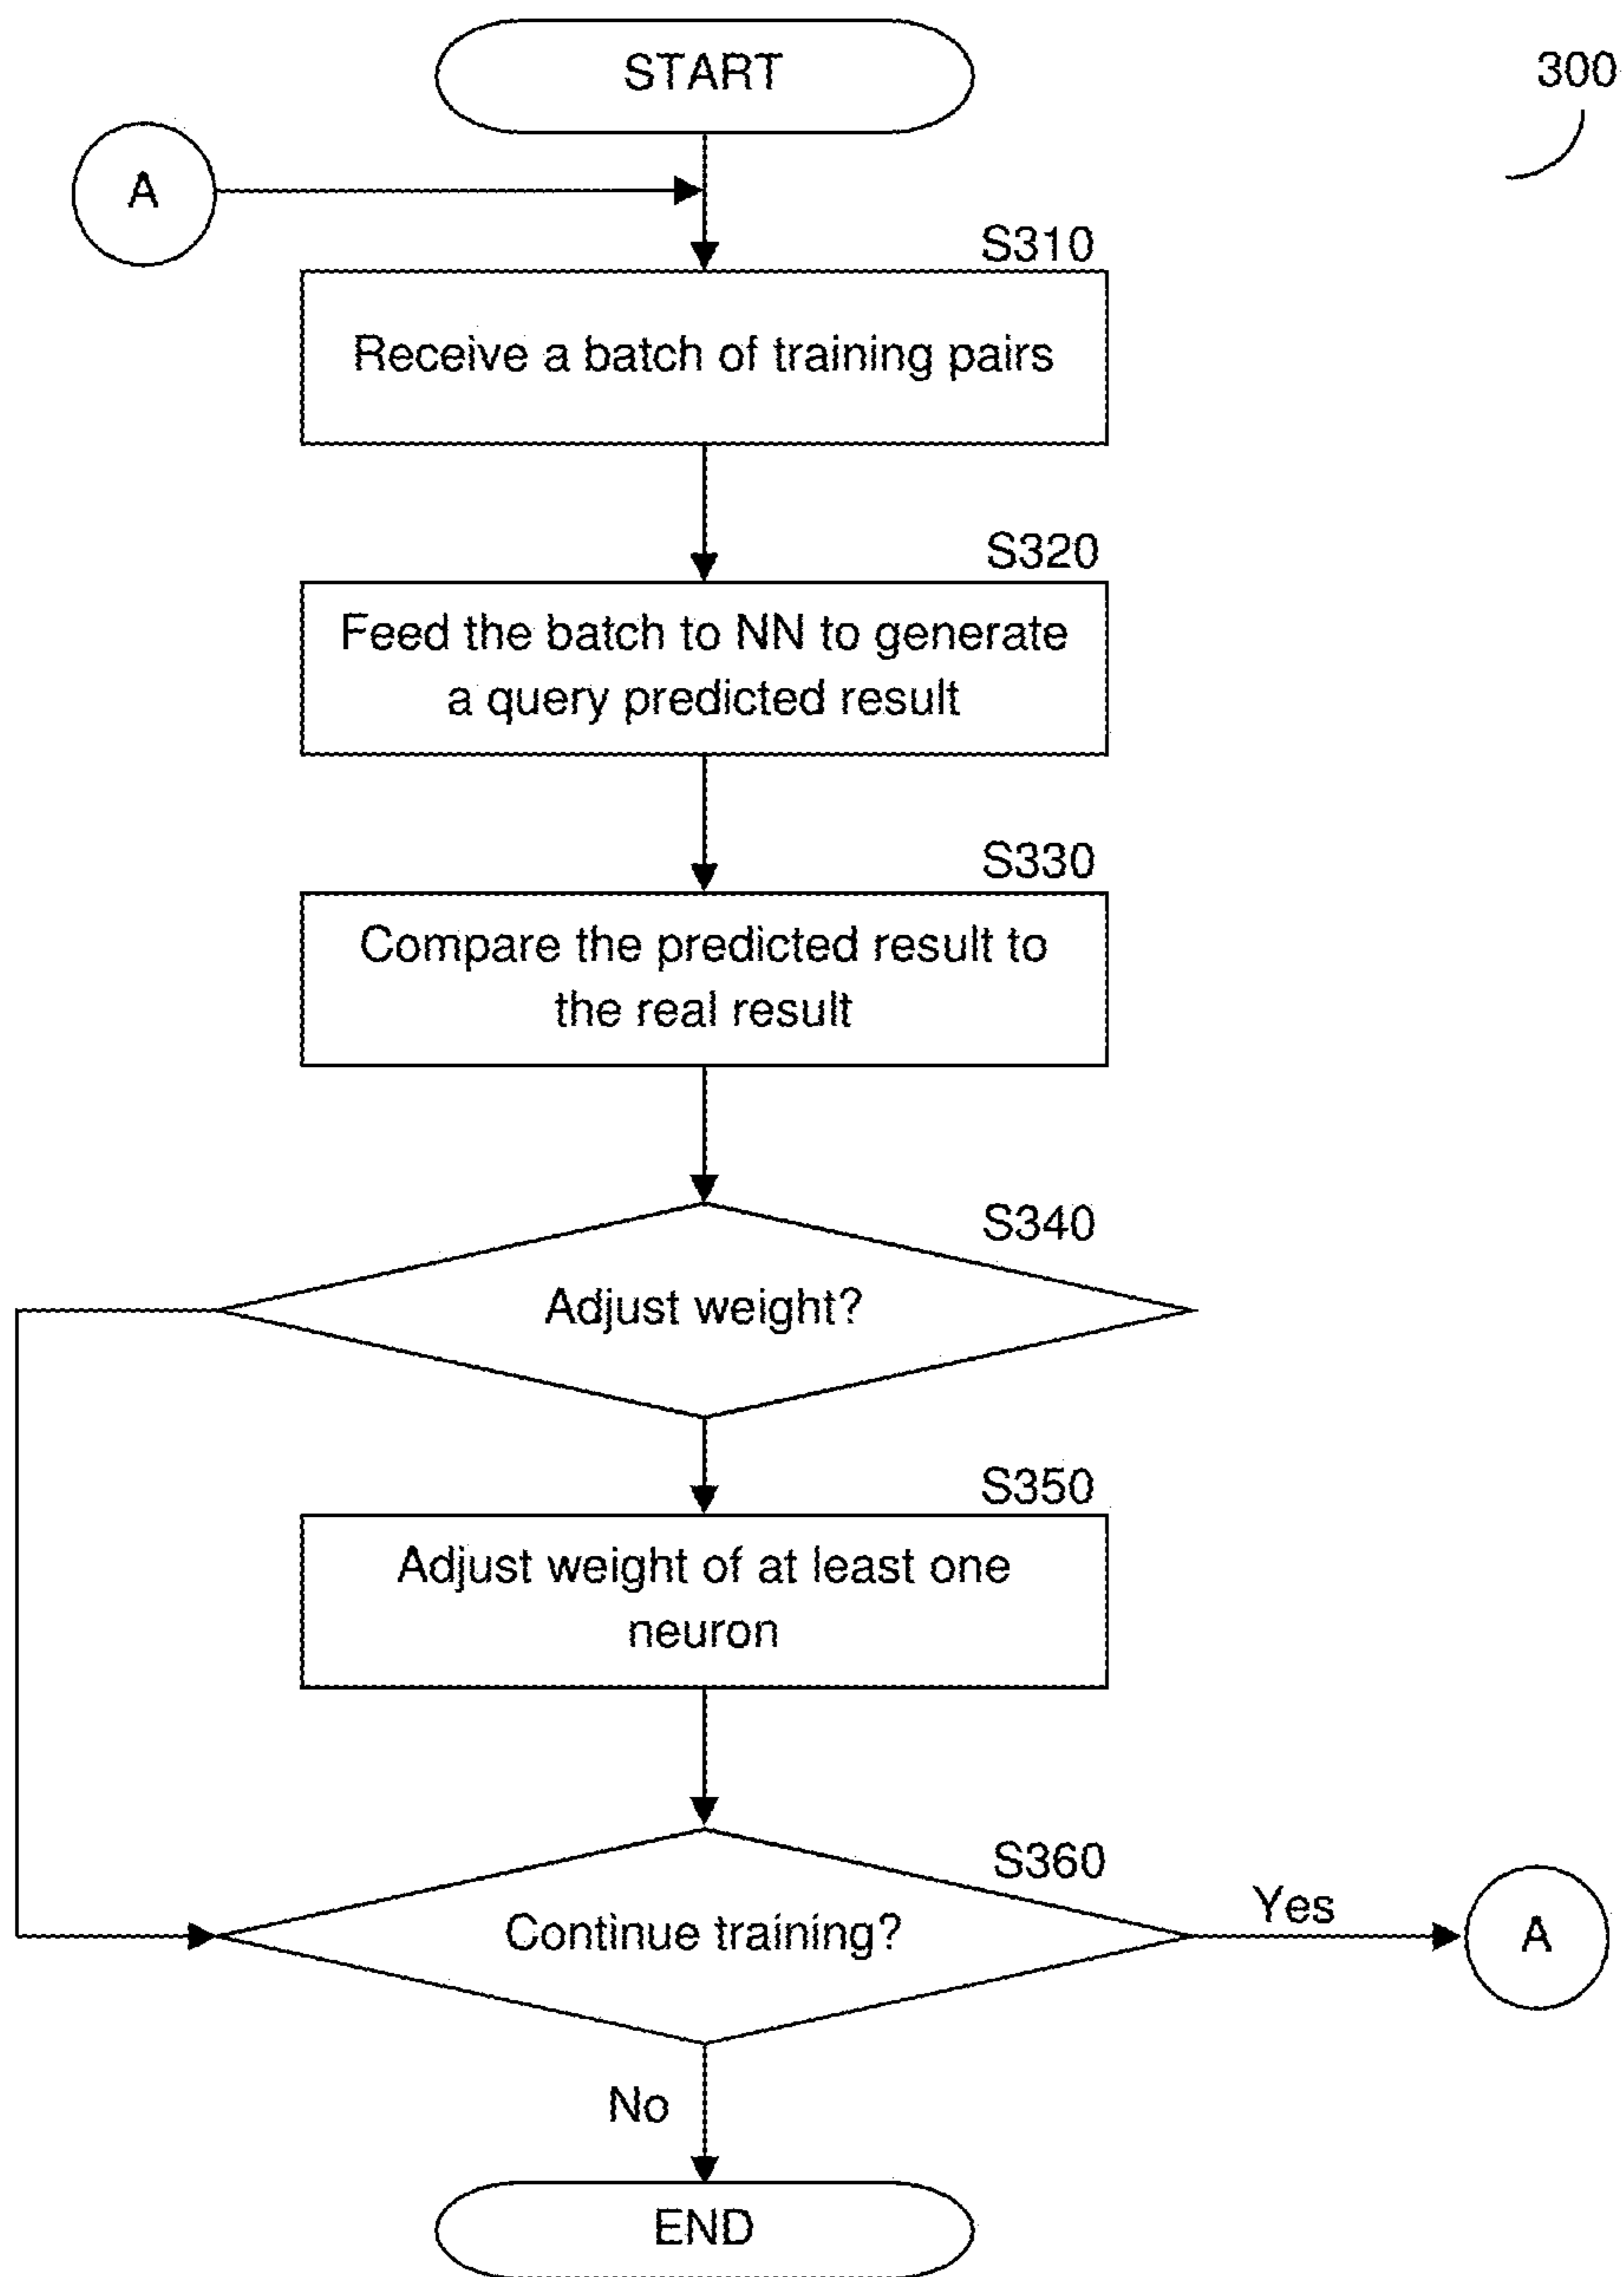 START
300
A
S310
Receive a batch of training pairs
S320
Feed the batch to NN to generate
a query predicted result
S330
Compare the predicted result to
the real result
S340
Adjust weight?
S350
Adjust weight of at least one
neuron
S360
Continue training?
Yes
A
No
END